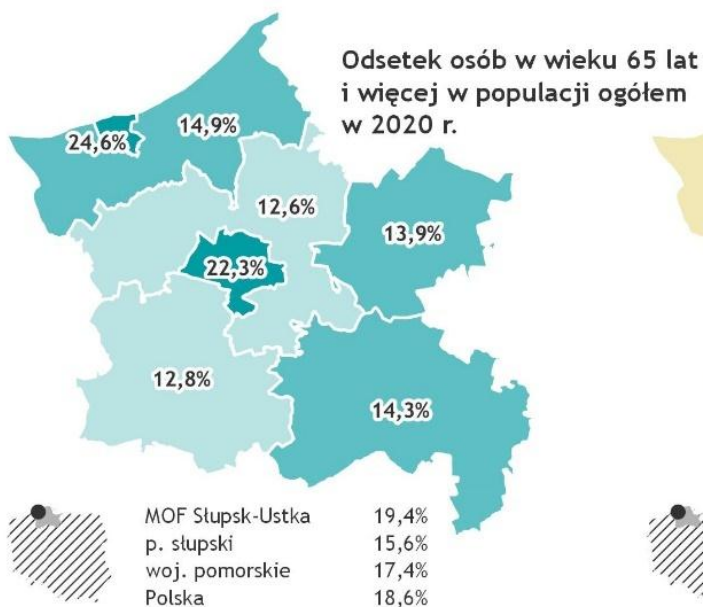 Odsetek osób w wieku 65 lat
i więcej w populacji ogółem
w 2020 r.
24,6%
14,9%
12,6%
13,9%
22,3%
12,8%
14,3%
MOF Słupsk-Ustka 19,4%
p. słupski 15,6%
woj. pomorskie 17,4%
Polska 18,6%